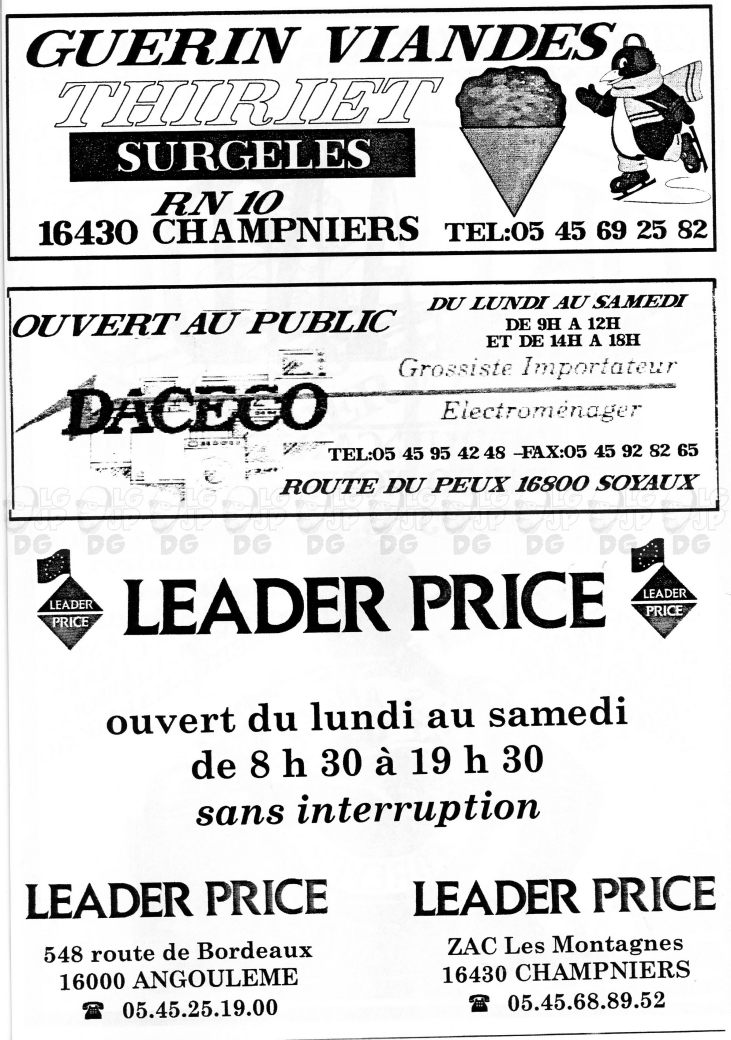 GUERIN VIANDES
THIRIET
SURGELES
RN 10
16430 CHAMPNIERS TEL:05 45 69 25 82
OUVERT AU PUBLIC
DU LUNDI AU SAMEDI
DE 9H A 12H
ET DE 14H A 18H
Grossiste Importateur
DACECO
Electroménager
TEL:05 45 95 42 48 -FAX:05 45 92 82 65
ROUTE DU PEUX 16800 SOYAUX
LEADER PRICE
LEADER PRICE
LEADER PRICE
ouvert du lundi au samedi
de 8 h 30 à 19 h 30
sans interruption
LEADER PRICE
548 route de Bordeaux
16000 ANGOULEME
☎ 05.45.25.19.00
LEADER PRICE
ZAC Les Montagnes
16430 CHAMPNIERS
☎ 05.45.68.89.52